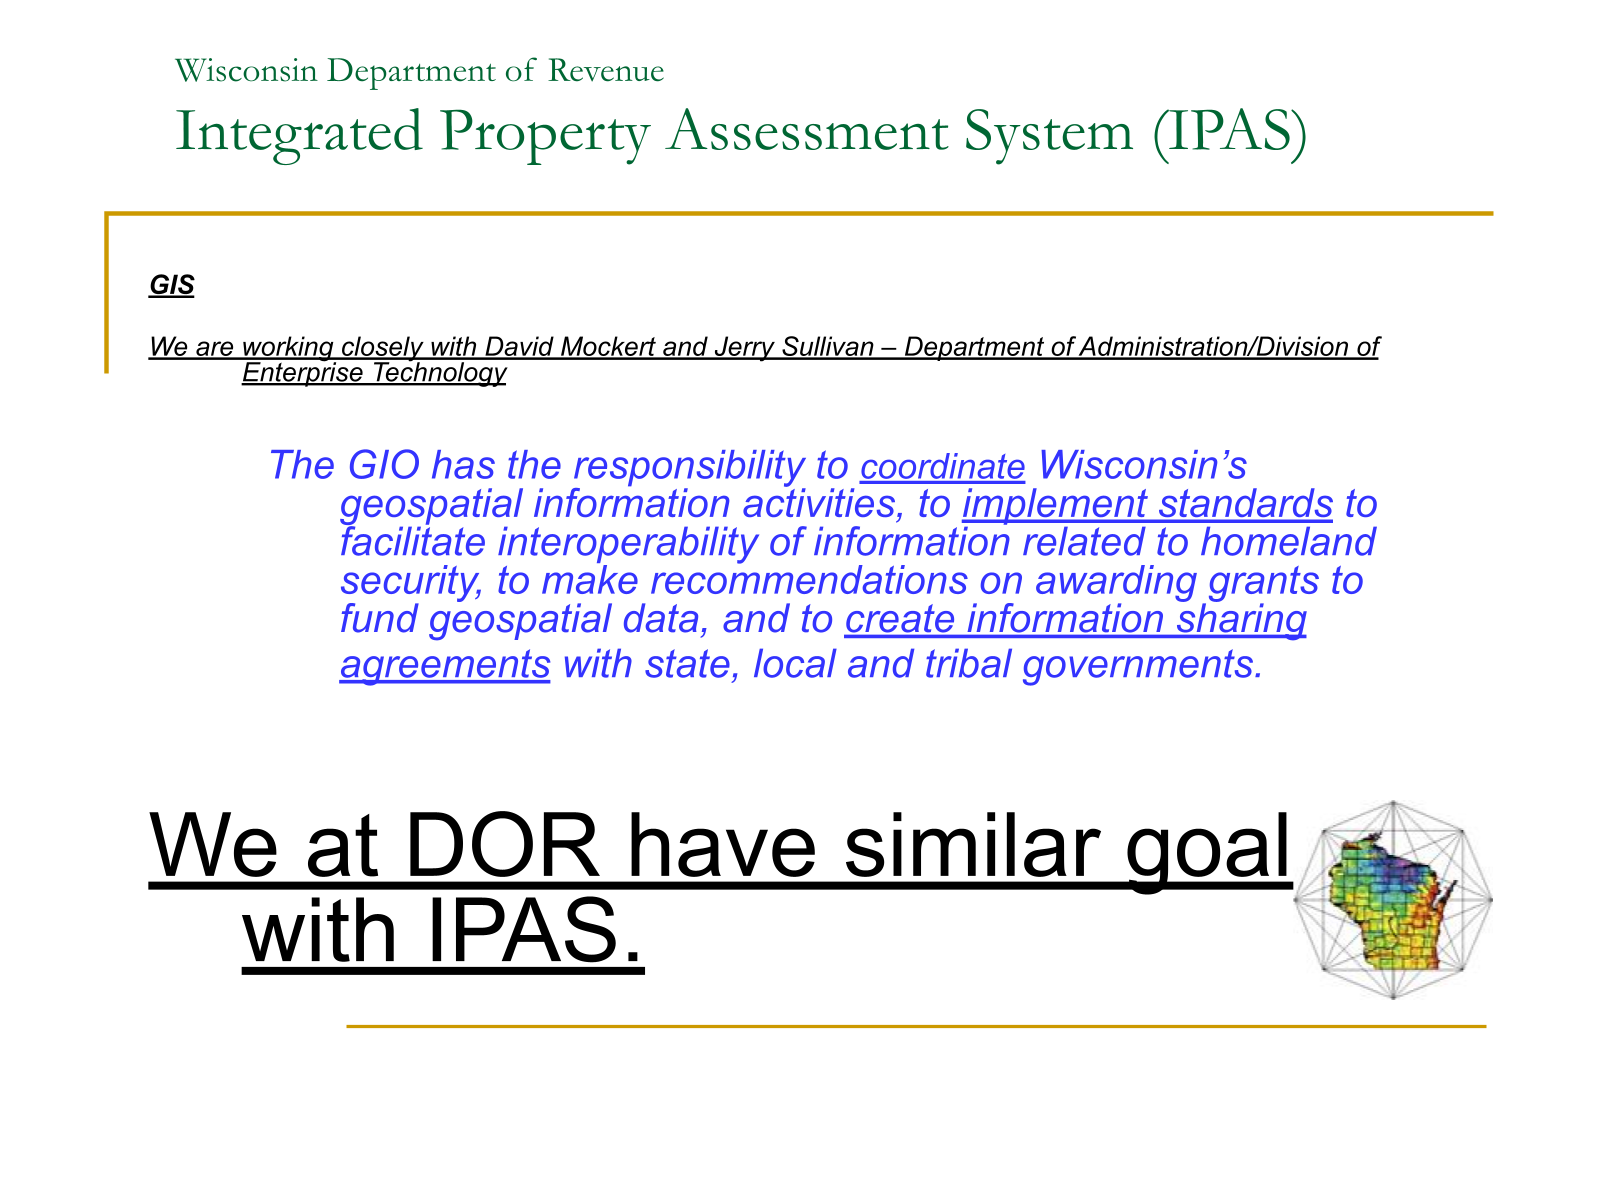 Wisconsin Department of Revenue
Integrated Property Assessment System (IPAS)
GIS
We are working closely with David Mockert and Jerry Sullivan – Department of Administration/Division of
Enterprise Technology
The GIO has the responsibility to coordinate Wisconsin’s
geospatial information activities, to implement standards to
facilitate interoperability of information related to homeland
security, to make recommendations on awarding grants to
fund geospatial data, and to create information sharing
agreements with state, local and tribal governments.
We at DOR have similar goal
with IPAS.